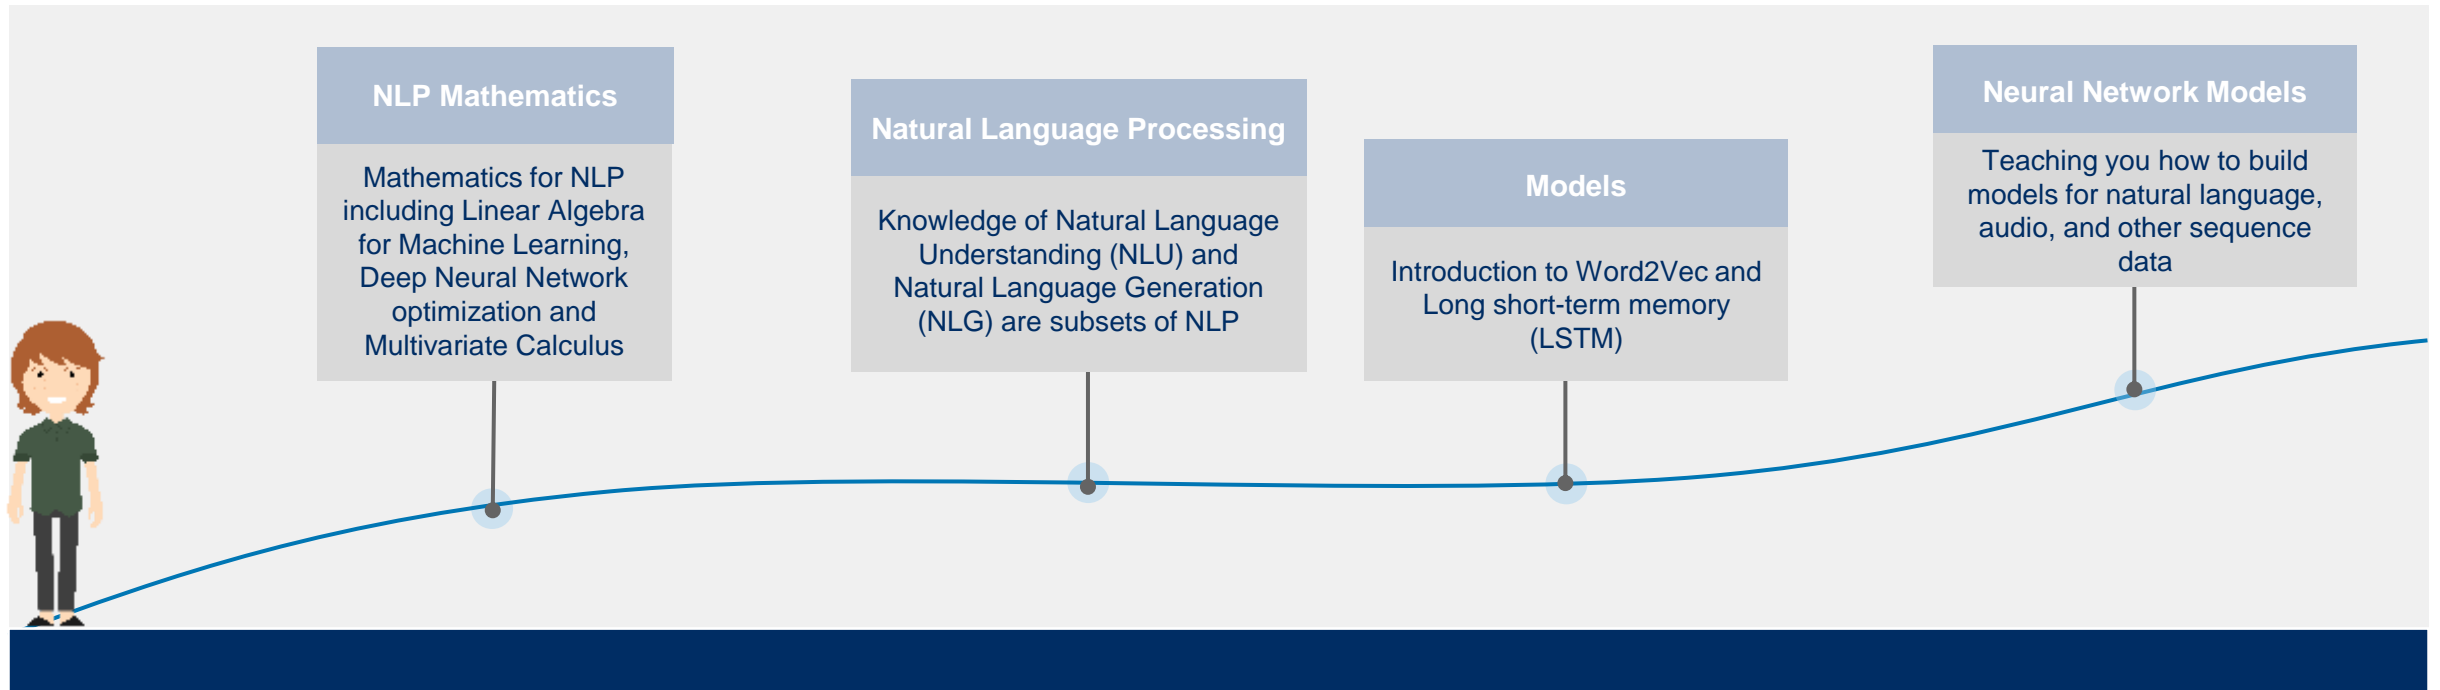 NLP Mathematics
Mathematics for NLP
including Linear Algebra
for Machine Learning,
Deep Neural Network
optimization and
Multivariate Calculus
Natural Language Processing
Knowledge of Natural Language
Understanding (NLU) and
Natural Language Generation
(NLG) are subsets of NLP
Models
Introduction to Word2Vec and
Long short-term memory
(LSTM)
Neural Network Models
Teaching you how to build
models for natural language,
audio, and other sequence
data